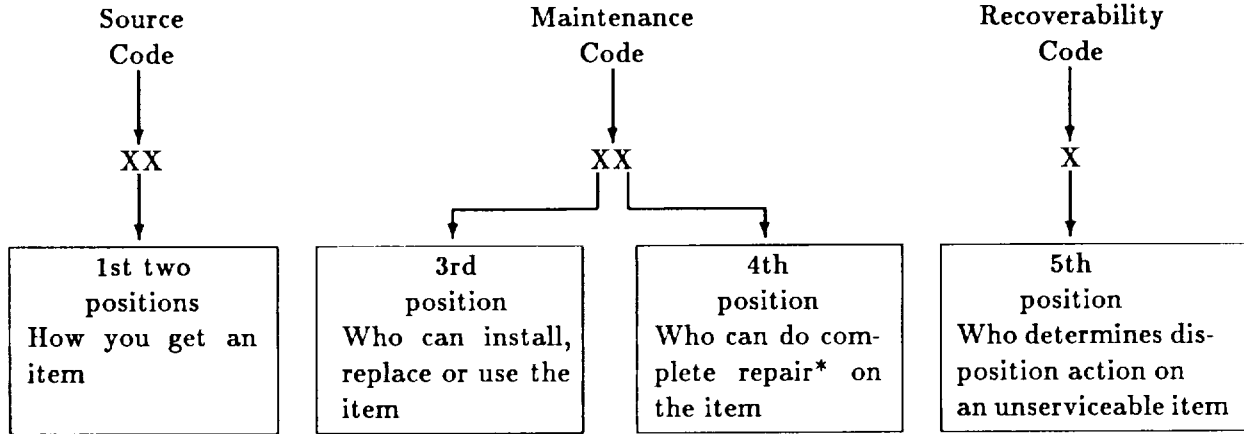 Source
Code
XX
1st two
positions
How you get an
item
Maintenance
Code
XX
3rd
position
Who can install,
replace or use the
item
4th
position
Who can do com-
plete repair* on
the item
Recoverability
Code
X
5th
position
Who determines dis-
position action on
an unserviceable item